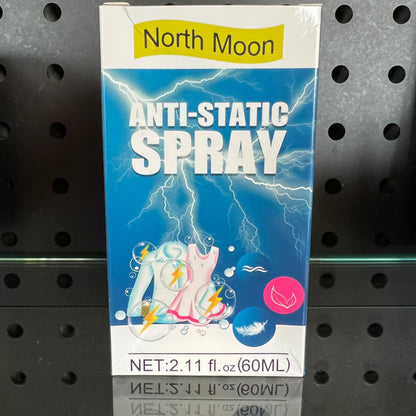 North Moon
ANTI-STATIC
SPRAY
NET:2.11 fl.oz(60ML)